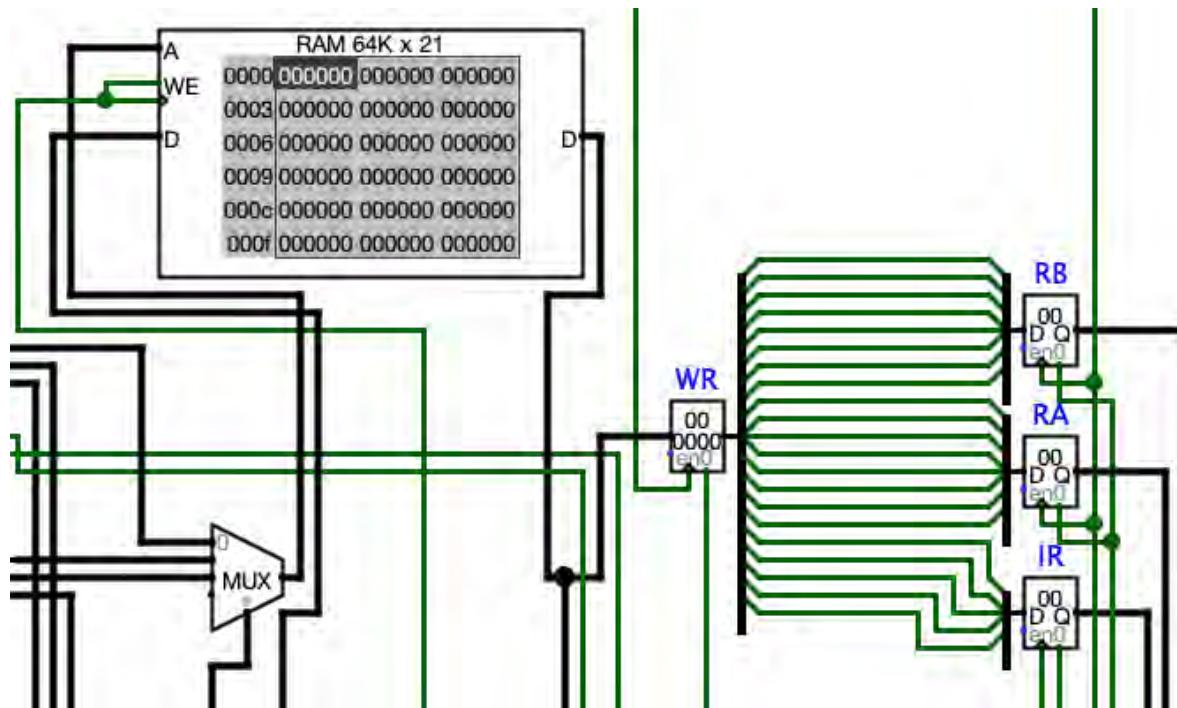 RAM 64K x 21
A
WE
D
D
0000 000000 000000 000000
0003 000000 000000 000000
0006 000000 000000 000000
0009 000000 000000 000000
000c 000000 000000 000000
000f 000000 000000 000000
RB
00
D Q
en0
WR
00
0000
en0
RA
00
D Q
en0
0
MUX
IR
00
D Q
en0